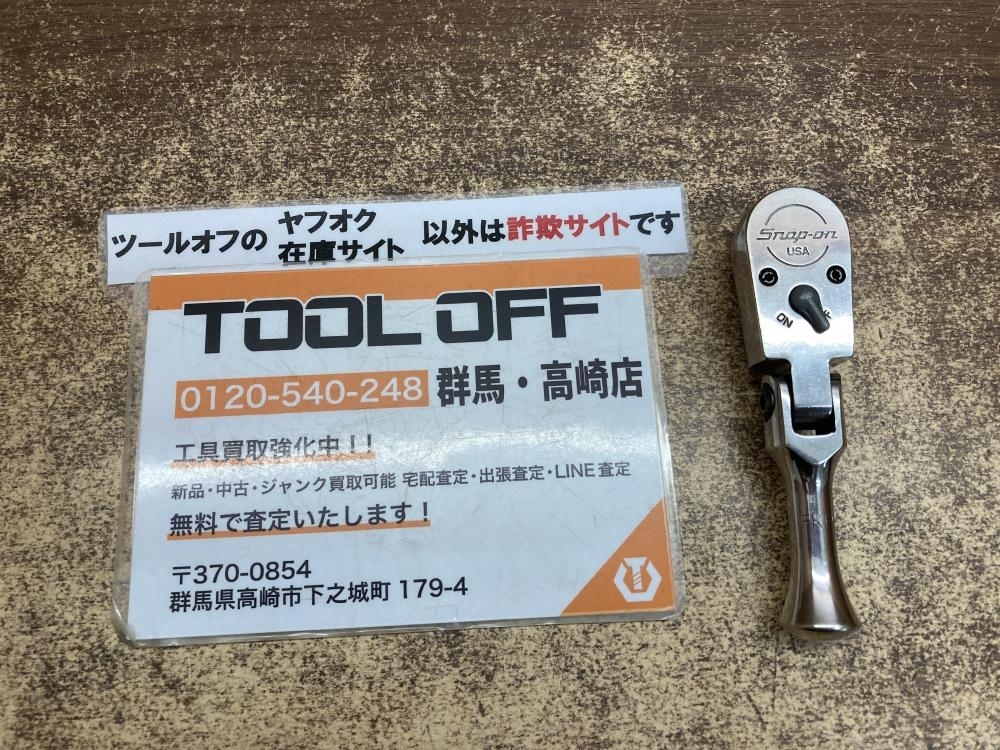 ツールオフの ヤフオク 在庫サイト 以外は詐欺サイトです
TOOL OFF
0120-540-248 群馬・高崎店
工具買取強化中!!
新品・中古・ジャンク買取可能 宅配査定・出張査定・LINE査定
無料で査定いたします!
〒370-0854
群馬県高崎市下之城町 179-4
Snap-on
USA
ON